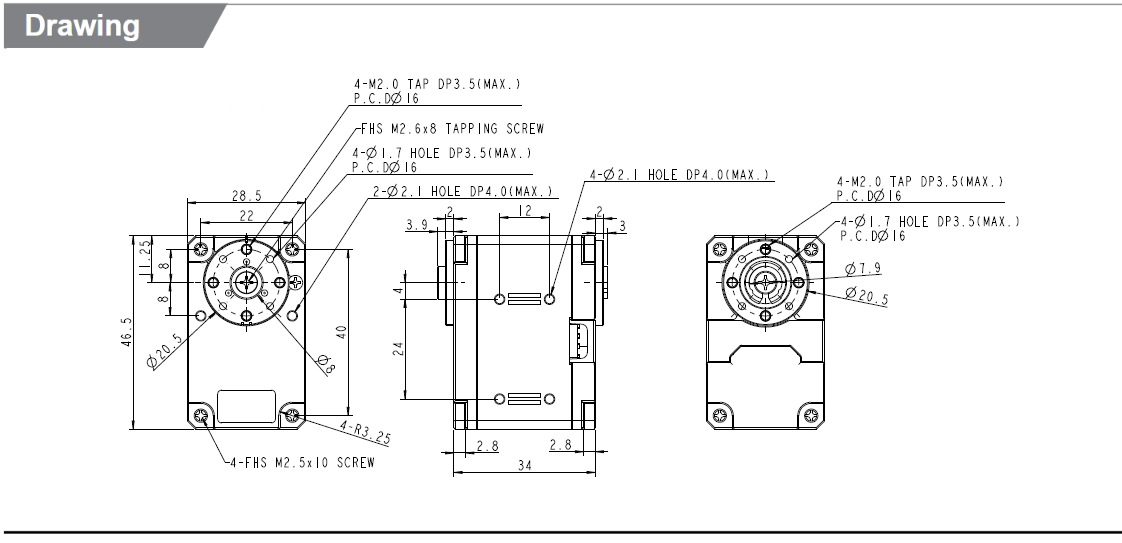 Drawing
4-M2.0 TAP DP3.5(MAX.)
P.C.DØ16
FHS M2.6x8 TAPPING SCREW
4-Ø1.7 HOLE DP3.5(MAX.)
P.C.DØ16
2-Ø2.1 HOLE DP4.0(MAX.)
28.5
22
11.25
8
8
46.5
40
Ø20.5
Ø8
4-R3.25
4-FHS M2.5x10 SCREW
4-Ø2.1 HOLE DP4.0(MAX.)
2
12
2
3.9
3
4
24
2.8
2.8
34
4-M2.0 TAP DP3.5(MAX.)
P.C.DØ16
4-Ø1.7 HOLE DP3.5(MAX.)
P.C.DØ16
Ø7.9
Ø20.5